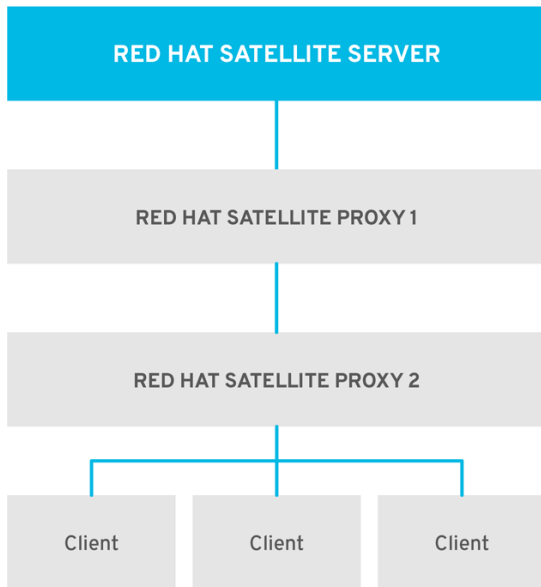 RED HAT SATELLITE SERVER
RED HAT SATELLITE PROXY 1
RED HAT SATELLITE PROXY 2
Client
Client
Client